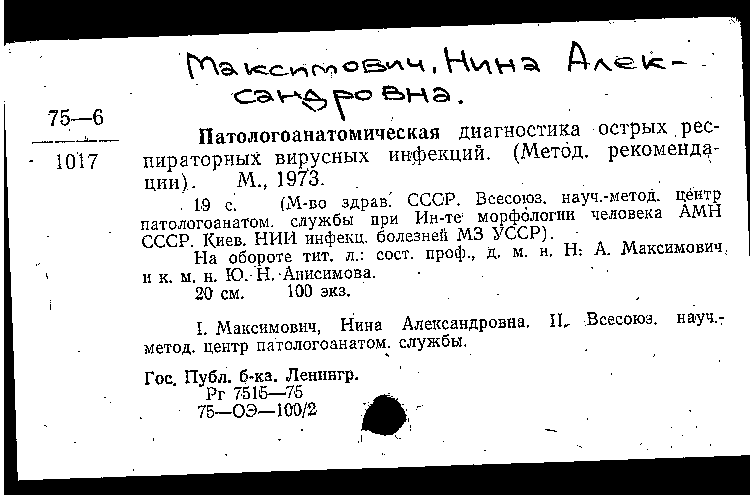 Максимович, Нина Алек-
сандровна.
75—6
1017
Патологоанатомическая диагностика острых рес-
пираторных вирусных инфекций. (Метод. рекоменда-
ции). М., 1973.
19 с. (М-во здрав. СССР. Всесоюз. науч.-метод. центр
патологоанатом. службы при Ин-те морфологии человека АМН
СССР. Киев. НИИ инфекц. болезней МЗ УССР).
На обороте тит. л.: сост. проф., д. м. н. Н. А. Максимович
и к. м. н. Ю. Н. Анисимова.
20 см. 100 экз.
I. Максимович, Нина Александровна. II. Всесоюз. науч.-
метод. центр патологоанатом. службы.
Гос. Публ. б-ка. Ленингр.
Рг 7515—75
75—ОЭ—100/2